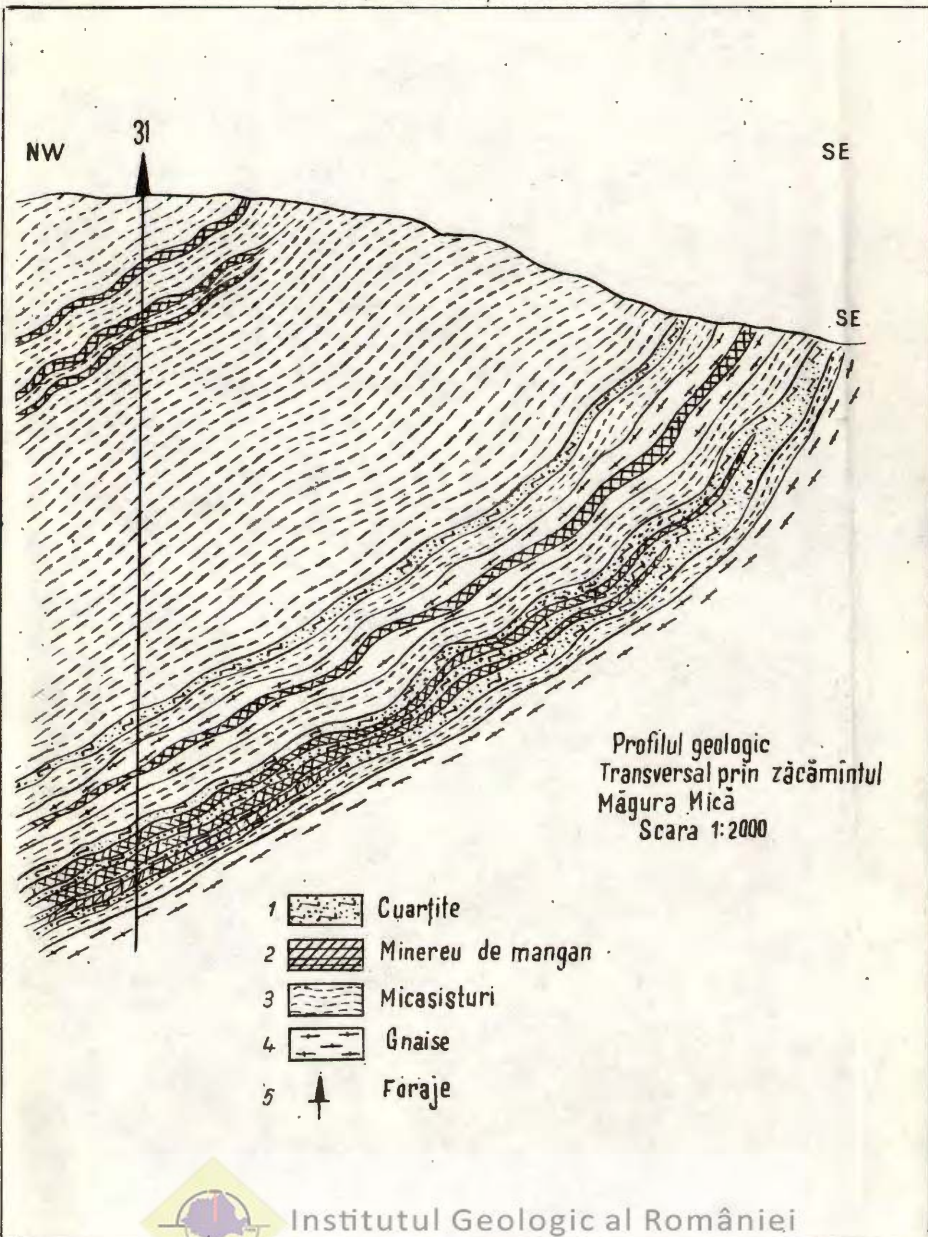 31
NW
SE
SE
Profilul geologic
Transversal prin zăcămîntul
Măgura Mică
Scara 1:2000
1 Cuarțite
2 Minereu de mangan
3 Micasisturi
4 Gnaise
5 Foraje
Institutul Geologic al României